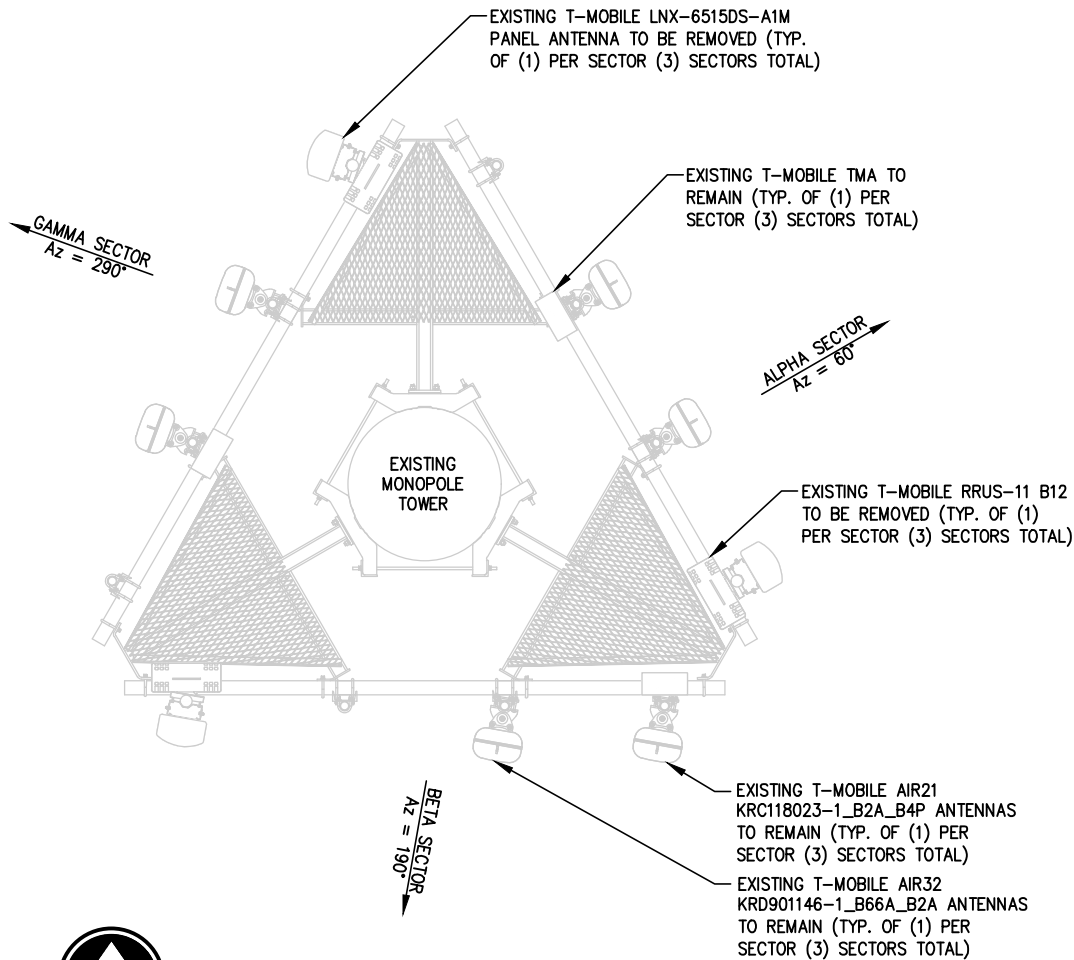 EXISTING T-MOBILE LNX-6515DS-A1M
PANEL ANTENNA TO BE REMOVED (TYP.
OF (1) PER SECTOR (3) SECTORS TOTAL)
EXISTING T-MOBILE TMA TO
REMAIN (TYP. OF (1) PER
SECTOR (3) SECTORS TOTAL)
GAMMA SECTOR
Az = 290°
ALPHA SECTOR
Az = 60°
EXISTING
MONOPOLE
TOWER
EXISTING T-MOBILE RRUS-11 B12
TO BE REMOVED (TYP. OF (1)
PER SECTOR (3) SECTORS TOTAL)
BETA SECTOR
Az = 190°
EXISTING T-MOBILE AIR21
KRC118023-1_B2A_B4P ANTENNAS
TO REMAIN (TYP. OF (1) PER
SECTOR (3) SECTORS TOTAL)
EXISTING T-MOBILE AIR32
KRD901146-1_B66A_B2A ANTENNAS
TO REMAIN (TYP. OF (1) PER
SECTOR (3) SECTORS TOTAL)